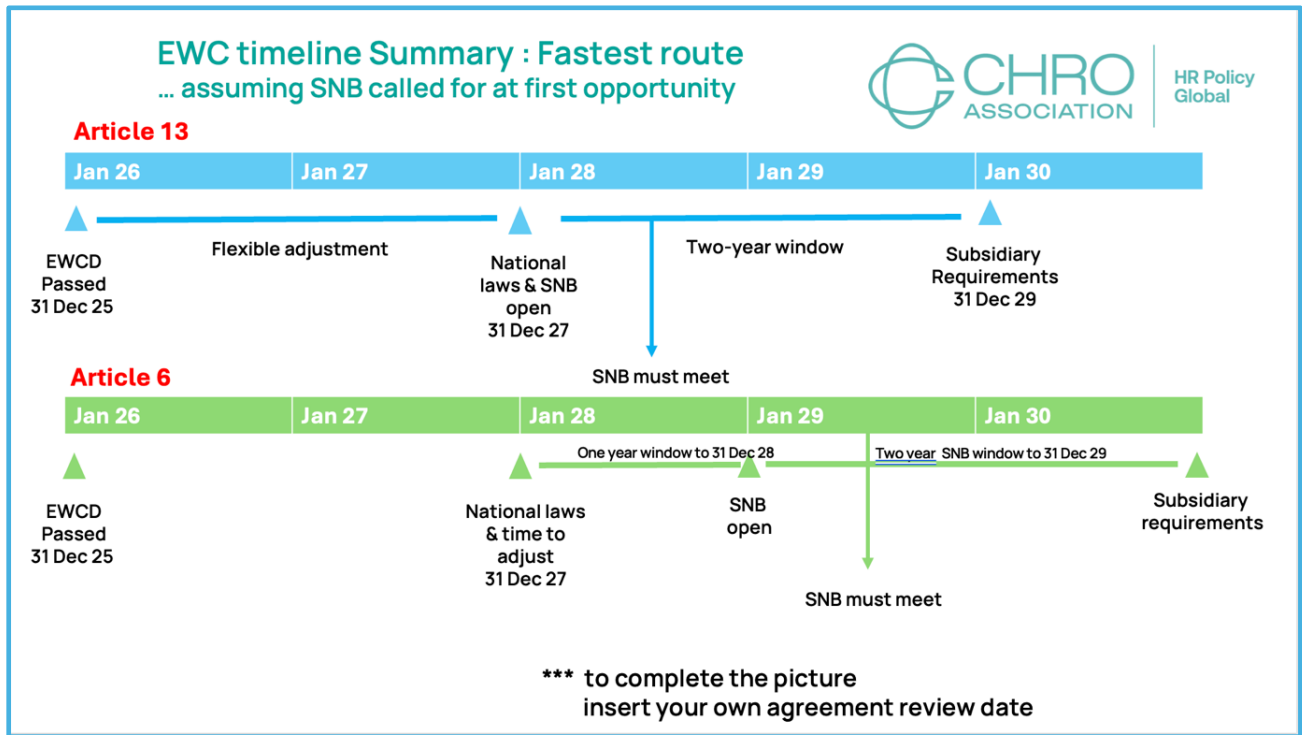 EWC timeline Summary : Fastest route
... assuming SNB called for at first opportunity
CHRO
ASSOCIATION
HR Policy
Global
Article 13
Jan 26
Jan 27
Jan 28
Jan 29
Jan 30
Flexible adjustment
Two-year window
EWCD
Passed
31 Dec 25
National
laws & SNB
open
31 Dec 27
Subsidiary
Requirements
31 Dec 29
SNB must meet
Article 6
Jan 26
Jan 27
Jan 28
Jan 29
Jan 30
One year window to 31 Dec 28
Two year SNB window to 31 Dec 29
EWCD
Passed
31 Dec 25
National laws
& time to
adjust
31 Dec 27
SNB
open
Subsidiary
requirements
SNB must meet
*** to complete the picture
insert your own agreement review date